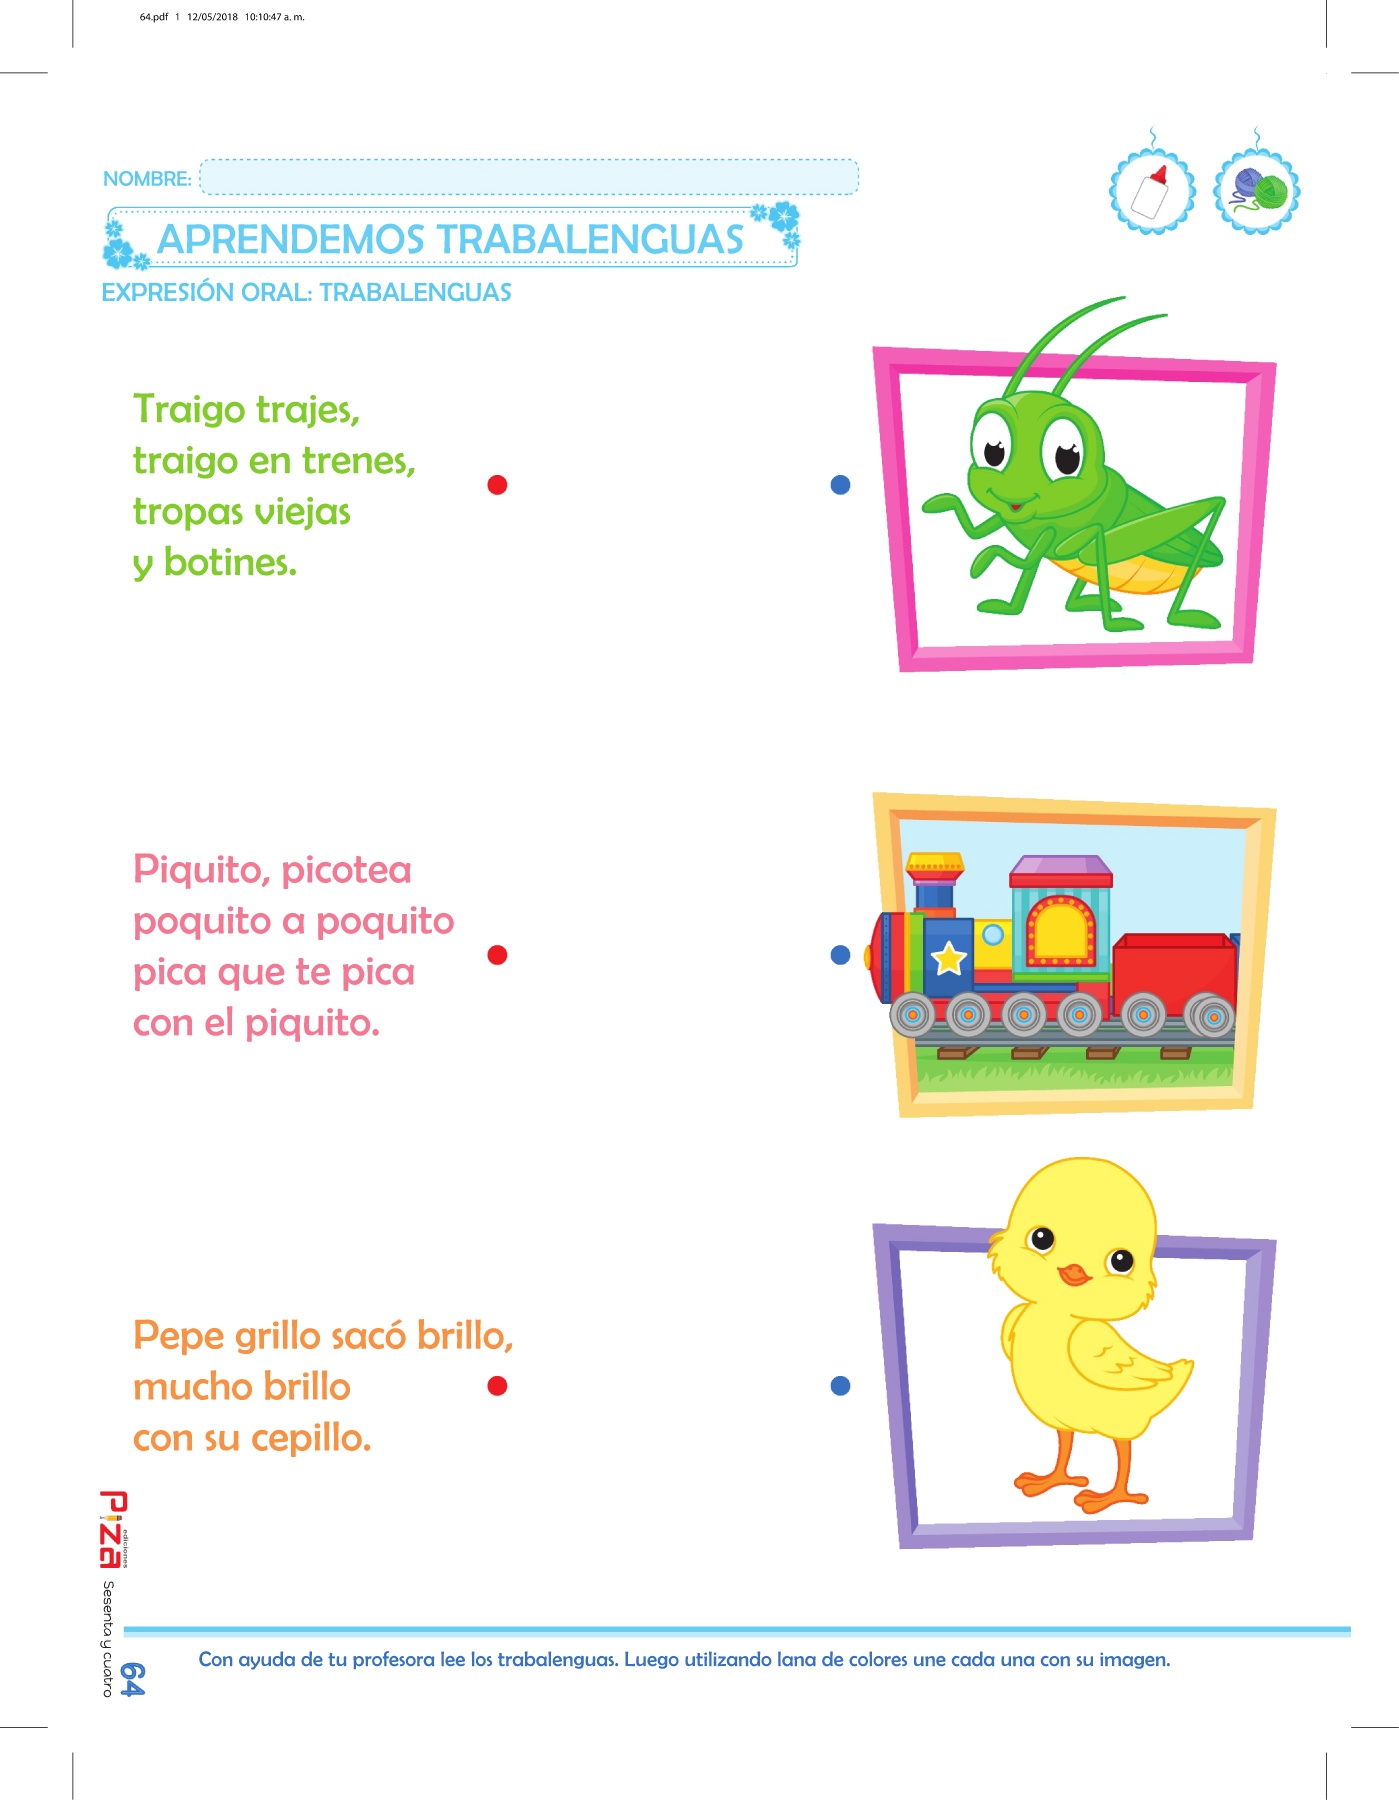 64.pdf 1 12/05/2018 10:10:47 a. m.
NOMBRE:
APRENDEMOS TRABALENGUAS
EXPRESIÓN ORAL: TRABALENGUAS
Traigo trajes,
traigo en trenes,
tropas viejas
y botines.
Piquito, picotea
poquito a poquito
pica que te pica
con el piquito.
Pepe grillo sacó brillo,
mucho brillo
con su cepillo.
Piza
ediciones
Sesenta y cuatro
64
Con ayuda de tu profesora lee los trabalenguas. Luego utilizando lana de colores une cada una con su imagen.